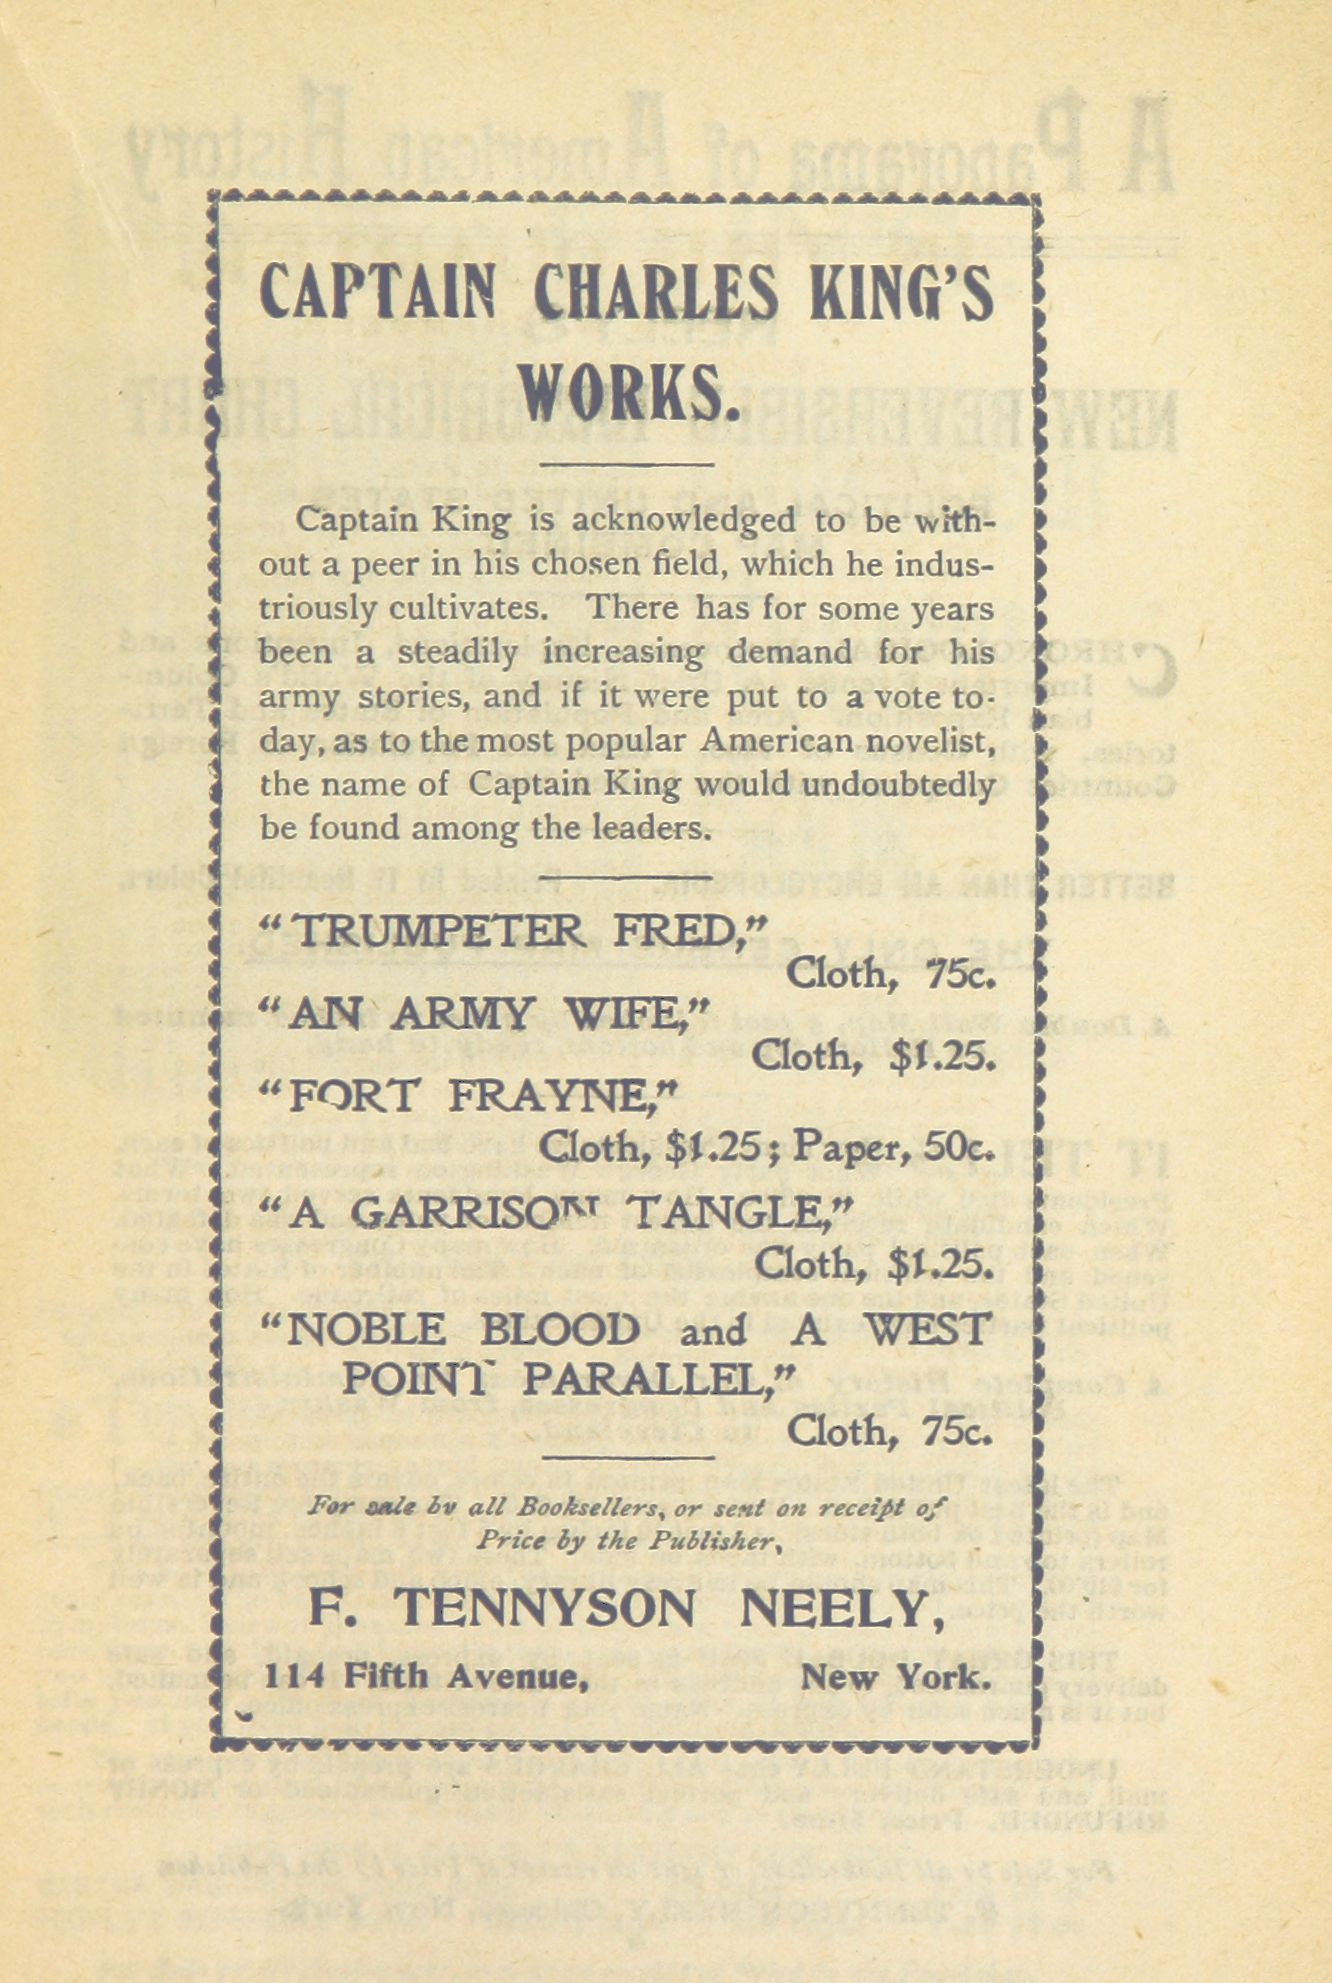 CAPTAIN CHARLES KING'S
WORKS.
Captain King is acknowledged to be with-
out a peer in his chosen field, which he indus-
triously cultivates. There has for some years
been a steadily increasing demand for his
army stories, and if it were put to a vote to-
day, as to the most popular American novelist,
the name of Captain King would undoubtedly
be found among the leaders.
"TRUMPETER FRED,"
Cloth, 75c.
"AN ARMY WIFE,"
Cloth, $1.25.
"FORT FRAYNE,"
Cloth, $1.25; Paper, 50c.
"A GARRISON TANGLE,"
Cloth, $1.25.
"NOBLE BLOOD and A WEST
POINT PARALLEL,"
Cloth, 75c.
For sale by all Booksellers, or sent on receipt of
Price by the Publisher,
F. TENNYSON NEELY,
114 Fifth Avenue, New York.